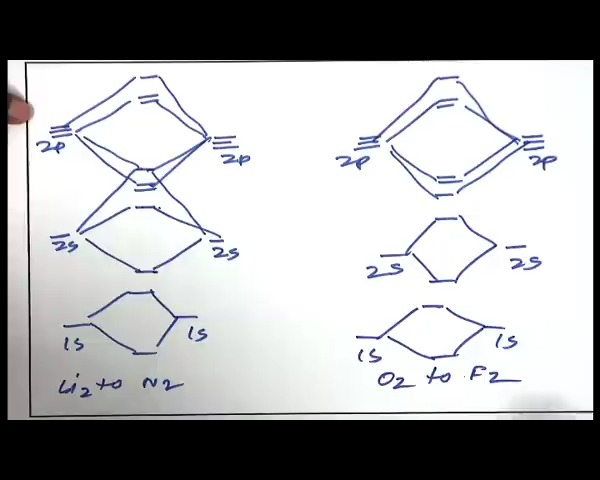 2p 2p 2p 2p
2s 2s 2s 2s
1s 1s 1s 1s
Li2 to N2
O2 to F2